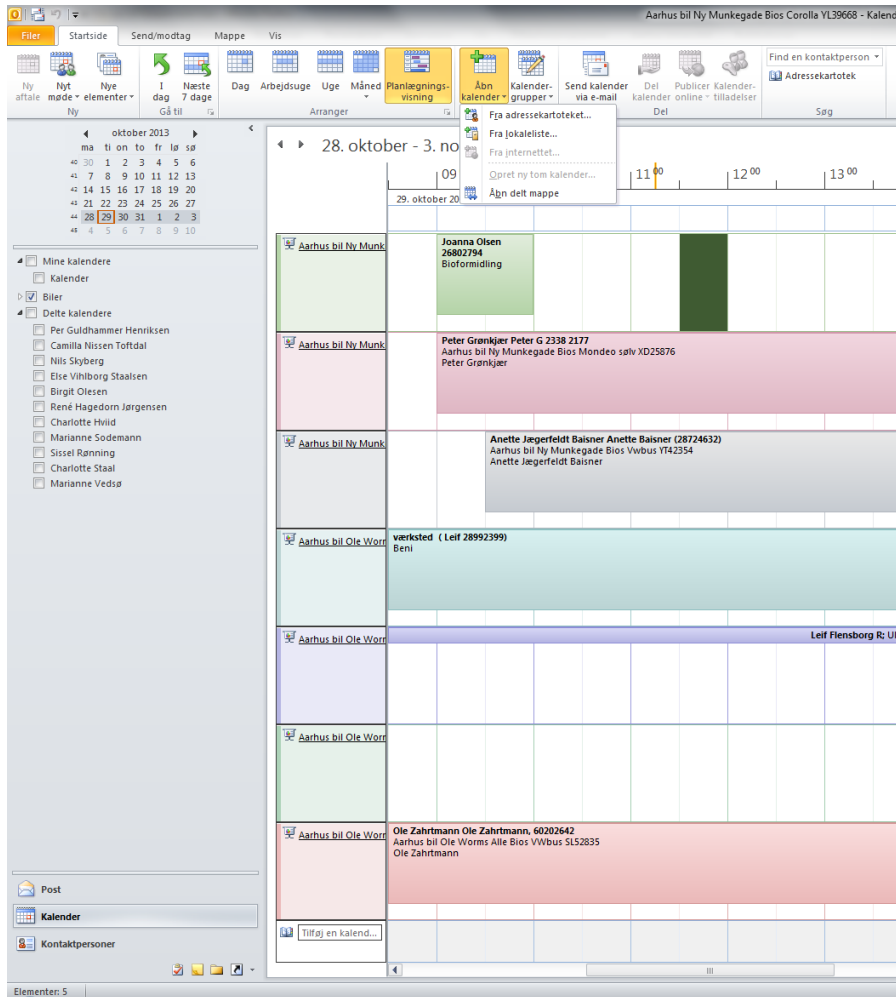 Aarhus bil Ny Munkegade Bios Corolla YL39668 - Kalend
Filer Startside Send/modtag Mappe Vis
Ny aftale
Nyt møde
Nye elementer
I dag
Næste 7 dage
Dag
Arbejdsuge
Uge
Måned
Planlægnings-visning
Åbn kalender
Kalender-grupper
Send kalender via e-mail
Del kalender
Publicer online
Kalender-tilladelser
Find en kontaktperson
Adressekartotek
Ny Gå til Arranger Del Søg
Fra adressekartoteket...
Fra lokaleliste...
Fra internettet...
Opret ny tom kalender...
Åbn delt mappe
oktober 2013
ma ti on to fr lø sø
40 30 1 2 3 4 5 6
41 7 8 9 10 11 12 13
42 14 15 16 17 18 19 20
43 21 22 23 24 25 26 27
44 28 29 30 31 1 2 3
45 4 5 6 7 8 9 10
Mine kalendere
Kalender
Biler
Delte kalendere
Per Guldhammer Henriksen
Camilla Nissen Toftdal
Nils Skyberg
Else Vihlborg Staalsen
Birgit Olesen
René Hagedorn Jørgensen
Charlotte Hviid
Marianne Sodemann
Sissel Rønning
Charlotte Staal
Marianne Vedsø
28. oktober - 3. no
09 11 00 12 00 13 00
29. oktober 20
Aarhus bil Ny Munk
Joanna Olsen
26802794
Bioformidling
Aarhus bil Ny Munk
Peter Grønkjær Peter G 2338 2177
Aarhus bil Ny Munkegade Bios Mondeo sølv XD25876
Peter Grønkjær
Aarhus bil Ny Munk
Anette Jægerfeldt Baisner Anette Baisner (28724632)
Aarhus bil Ny Munkegade Bios Vwbus YT42354
Anette Jægerfeldt Baisner
Aarhus bil Ole Worr
værksted ( Leif 28992399)
Beni
Aarhus bil Ole Worr
Leif Flensborg R; Ul
Aarhus bil Ole Worr
Aarhus bil Ole Worr
Ole Zahrtmann Ole Zahrtmann, 60202642
Aarhus bil Ole Worms Alle Bios VWbus SL52835
Ole Zahrtmann
Tilføj en kalend...
Post
Kalender
Kontaktpersoner
Elementer: 5